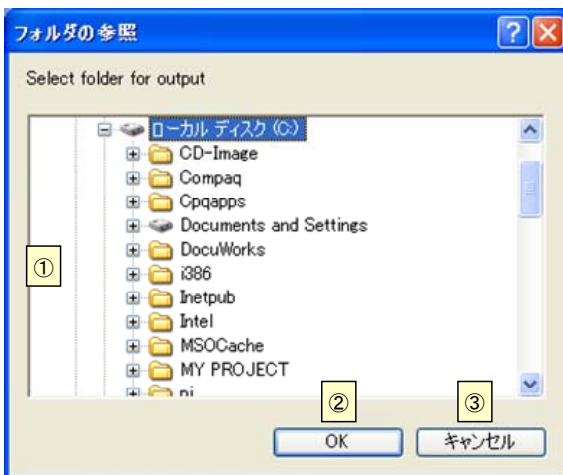 フォルダの参照
Select folder for output
ローカル ディスク (C:)
CD-Image
Compaq
Cpqapps
Documents and Settings
DocuWorks
①
i386
Inetpub
Intel
MSOCache
MY PROJECT
② ③
OK キャンセル